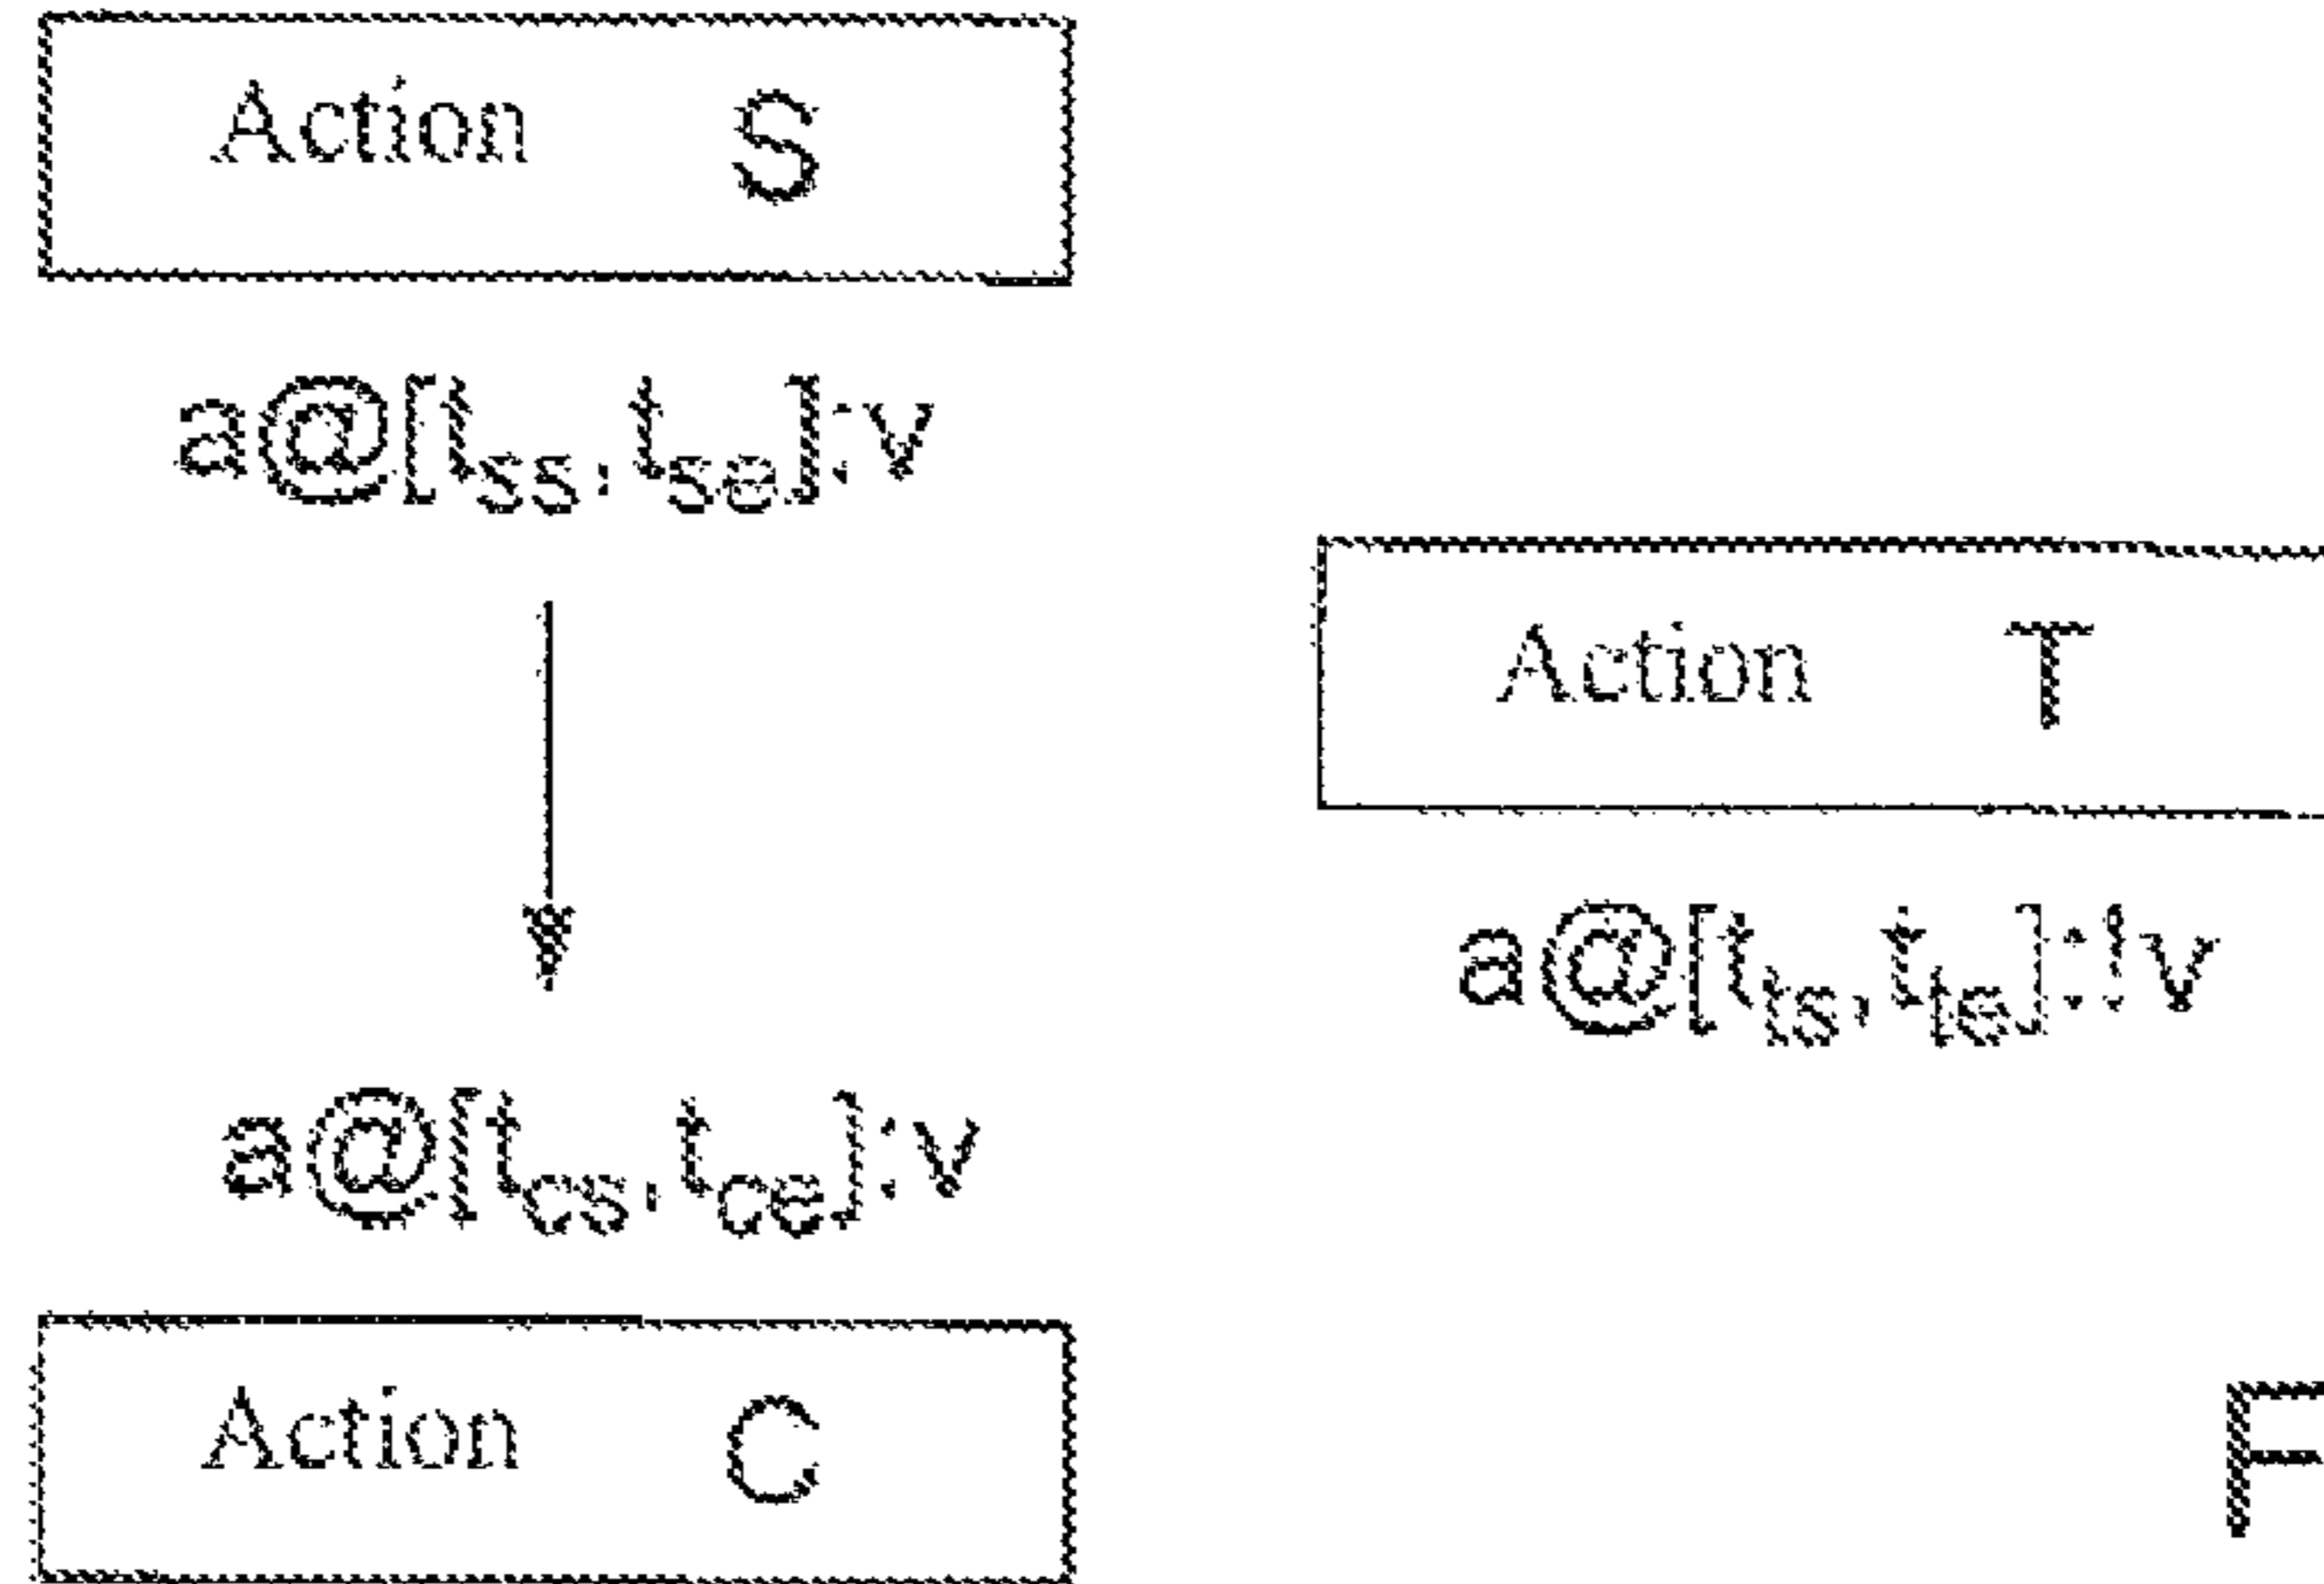 Action S
a@[tss,tse]:v
Action T
a@[tts,tte]:!v
a@[tcs,tce]:v
Action C
F